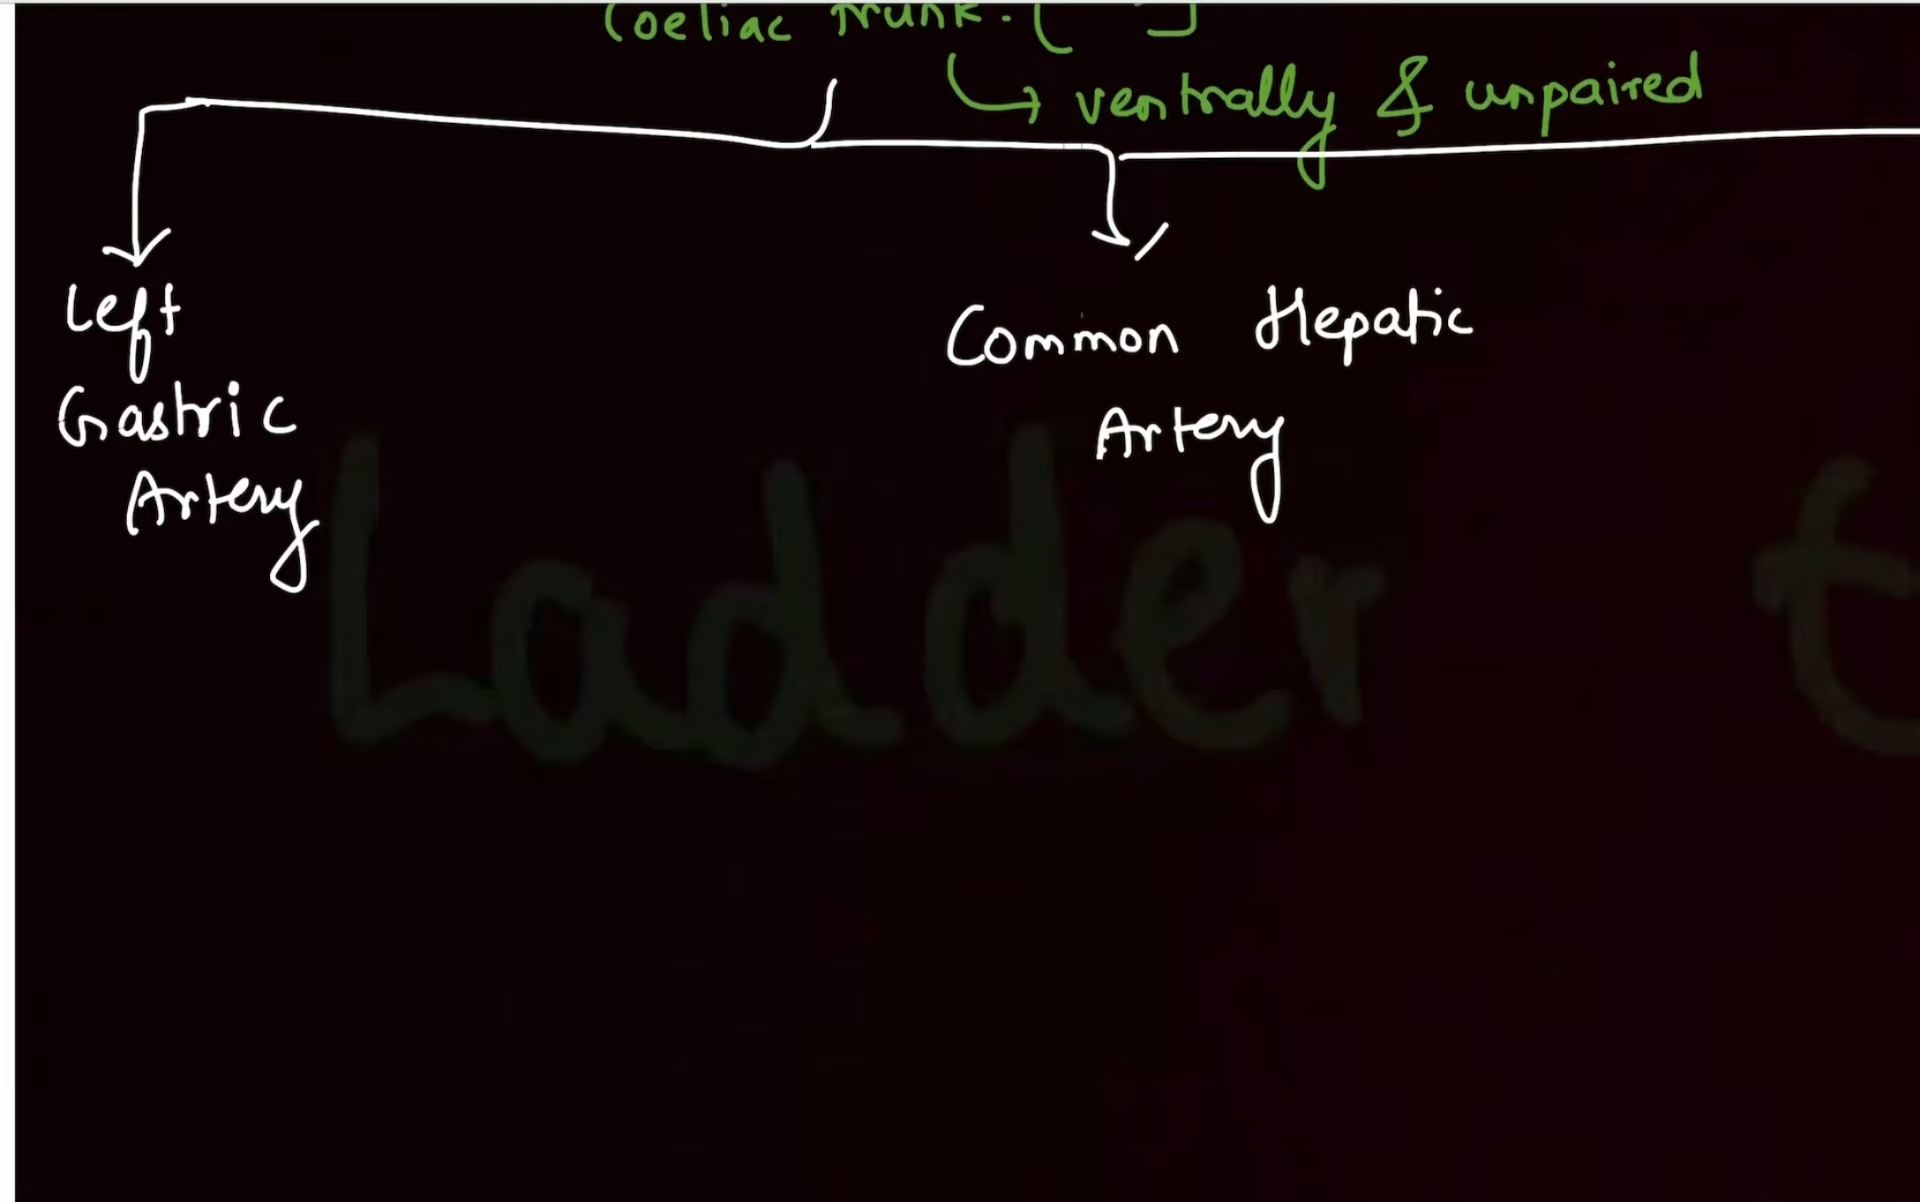 Coeliac Trunk. [ ]
↳ ventrally & unpaired
Left
Gastric
Artery
Common Hepatic
Artery
Ladder t